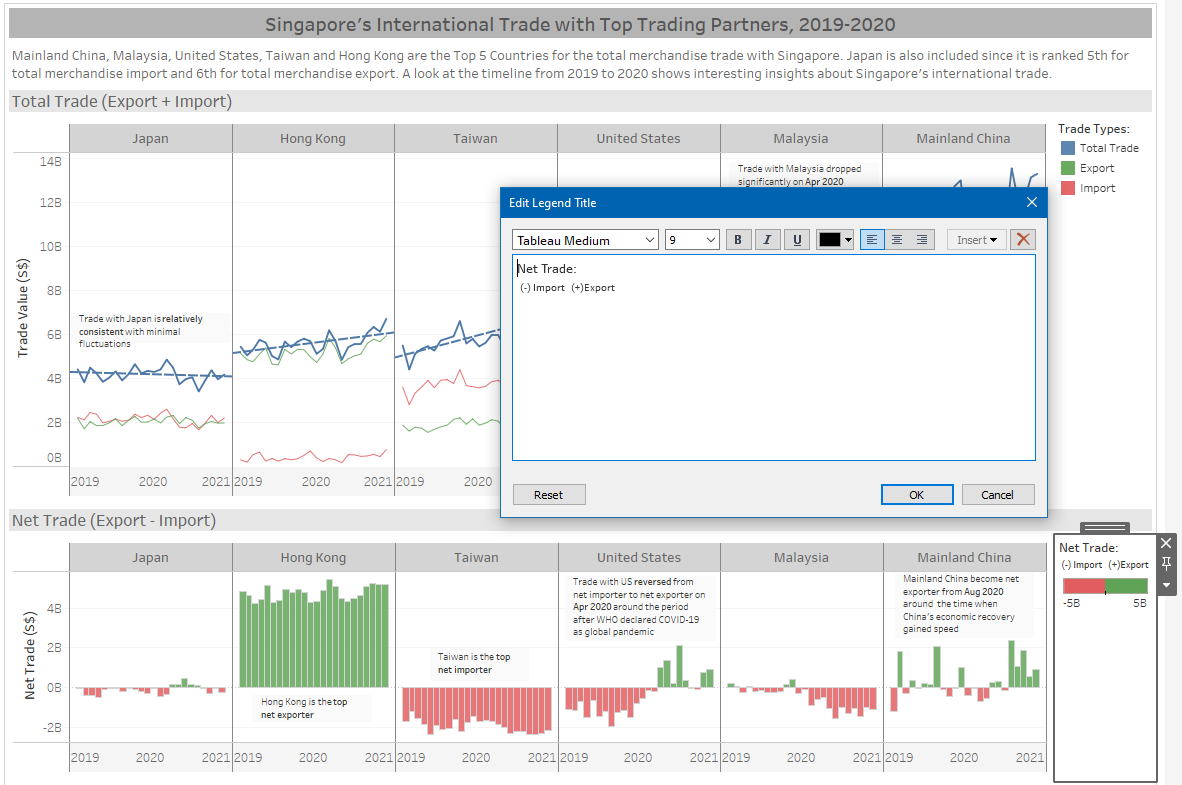 Singapore's International Trade with Top Trading Partners, 2019-2020
Mainland China, Malaysia, United States, Taiwan and Hong Kong are the Top 5 Countries for the total merchandise trade with Singapore. Japan is also included since it is ranked 5th for
total merchandise import and 6th for total merchandise export. A look at the timeline from 2019 to 2020 shows interesting insights about Singapore's international trade.
Total Trade (Export + Import)
Japan Hong Kong Taiwan United States Malaysia Mainland China
Trade Types:
Total Trade
Export
Import
Trade Value (S$)
14B
12B
10B
8B
6B
4B
2B
0B
Trade with Malaysia dropped
significantly on Apr 2020
Trade with Japan is relatively
consistent with minimal
fluctuations
2019 2020 2021 2019 2020 2021 2019 2020
Edit Legend Title
Tableau Medium 9 B I U Insert
Net Trade:
(-) Import (+)Export
Reset OK Cancel
Net Trade (Export - Import)
Japan Hong Kong Taiwan United States Malaysia Mainland China
Net Trade (S$)
4B
2B
0B
-2B
Hong Kong is the top
net exporter
Taiwan is the top
net importer
Trade with US reversed from
net importer to net exporter on
Apr 2020 around the period
after WHO declared COVID-19
as global pandemic
Mainland China become net
exporter from Aug 2020
around the time when
China's economic recovery
gained speed
2019 2020 2021 2019 2020 2021 2019 2020 2021 2019 2020 2021 2019 2020 2021 2019 2020 2021
Net Trade:
(-) Import (+)Export
-5B 5B